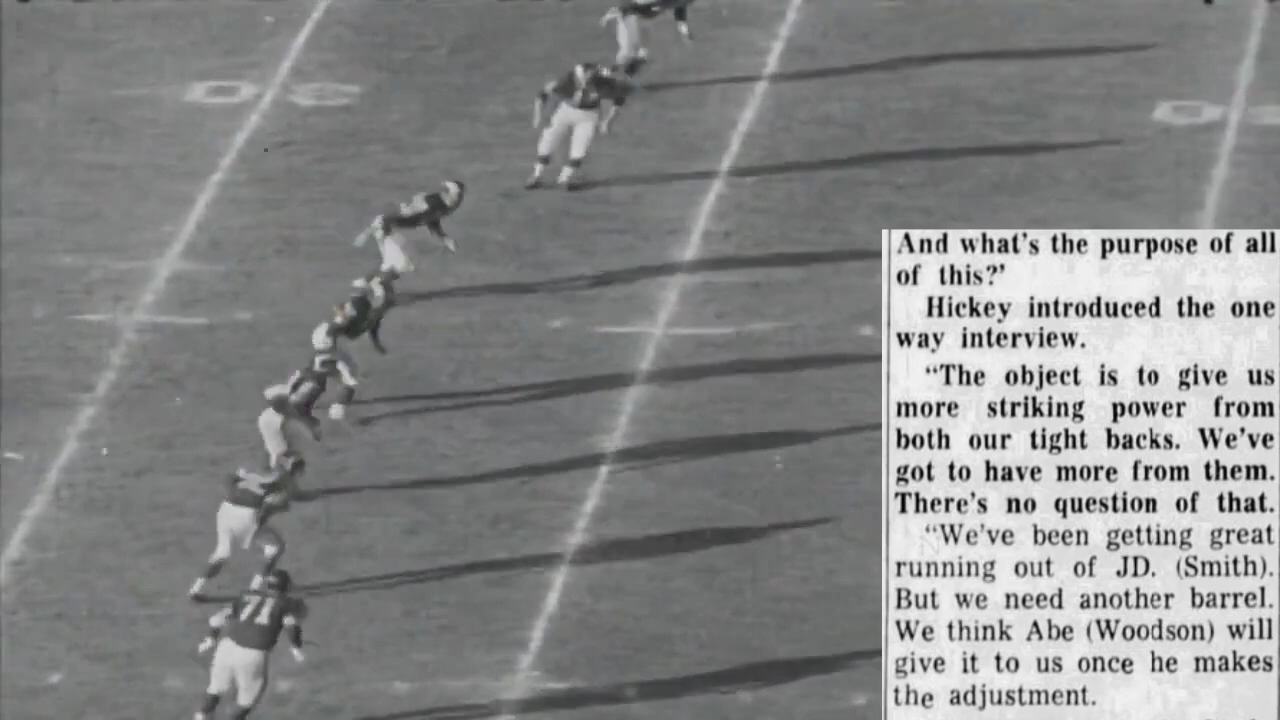 And what's the purpose of all
of this?'
Hickey introduced the one
way interview.
"The object is to give us
more striking power from
both our tight backs. We've
got to have more from them.
There's no question of that.
"We've been getting great
running out of JD. (Smith).
But we need another barrel.
We think Abe (Woodson) will
give it to us once he makes
the adjustment.
71